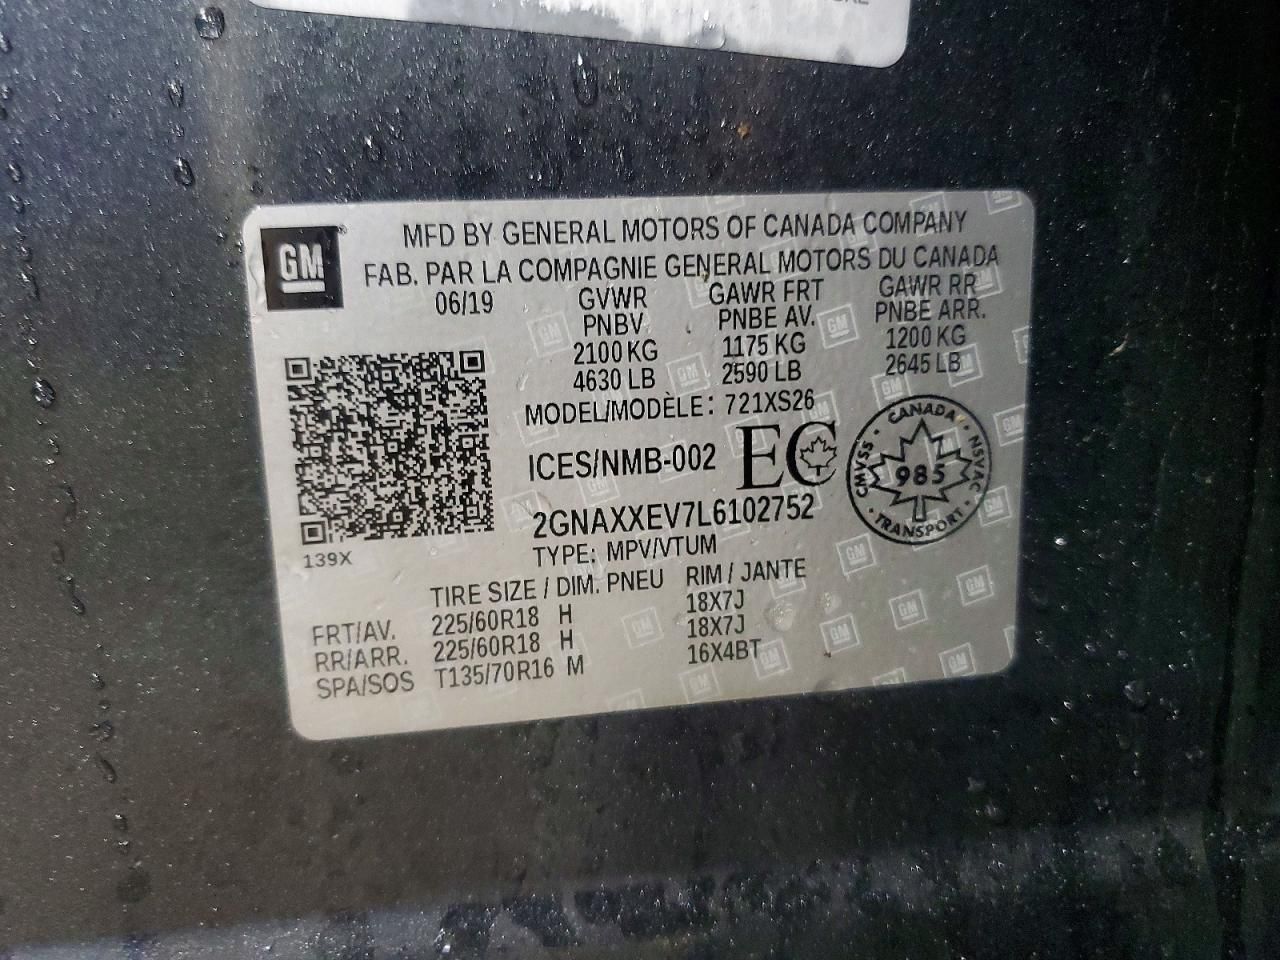 GM
MFD BY GENERAL MOTORS OF CANADA COMPANY
FAB. PAR LA COMPAGNIE GENERAL MOTORS DU CANADA
06/19 GVWR GAWR FRT GAWR RR
PNBV PNBE AV. PNBE ARR.
2100 KG 1175 KG 1200 KG
4630 LB 2590 LB 2645 LB
MODEL/MODÈLE: 721XS26
ICES/NMB-002 EC
CANADA
CMVSS 985 NSVAC
TRANSPORT
2GNAXXEV7L6102752
139X
TYPE: MPV/VTUM
TIRE SIZE / DIM. PNEU RIM / JANTE
FRT/AV. 225/60R18 H 18X7J
RR/ARR. 225/60R18 H 18X7J
SPA/SOS T135/70R16 M 16X4BT